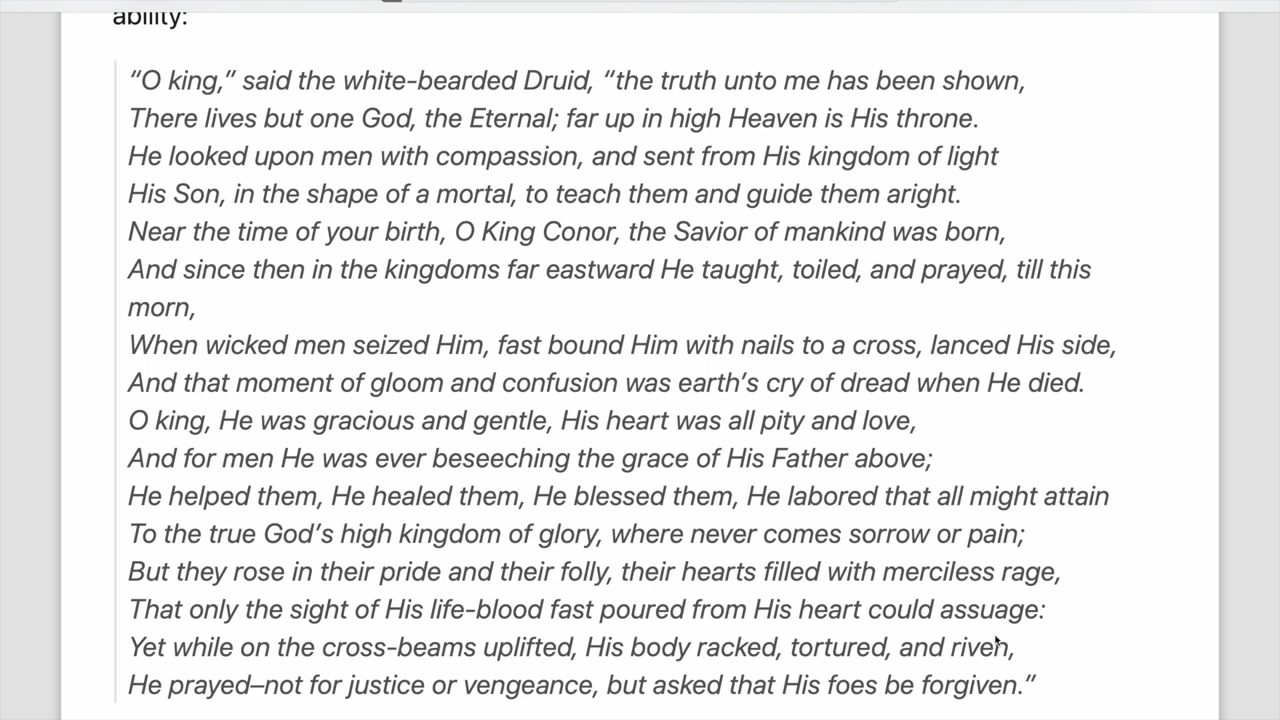 ability:
“O king,” said the white-bearded Druid, “the truth unto me has been shown,
There lives but one God, the Eternal; far up in high Heaven is His throne.
He looked upon men with compassion, and sent from His kingdom of light
His Son, in the shape of a mortal, to teach them and guide them aright.
Near the time of your birth, O King Conor, the Savior of mankind was born,
And since then in the kingdoms far eastward He taught, toiled, and prayed, till this
morn,
When wicked men seized Him, fast bound Him with nails to a cross, lanced His side,
And that moment of gloom and confusion was earth’s cry of dread when He died.
O king, He was gracious and gentle, His heart was all pity and love,
And for men He was ever beseeching the grace of His Father above;
He helped them, He healed them, He blessed them, He labored that all might attain
To the true God’s high kingdom of glory, where never comes sorrow or pain;
But they rose in their pride and their folly, their hearts filled with merciless rage,
That only the sight of His life-blood fast poured from His heart could assuage:
Yet while on the cross-beams uplifted, His body racked, tortured, and riven,
He prayed–not for justice or vengeance, but asked that His foes be forgiven.”